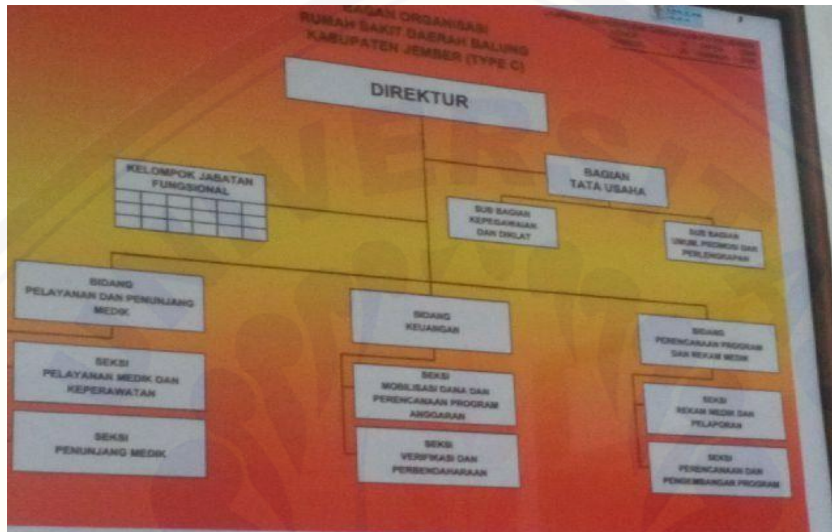 BAGAN ORGANISASI
RUMAH SAKIT DAERAH BALUNG
KABUPATEN JEMBER (TYPE C)
DIREKTUR
KELOMPOK JABATAN
FUNGSIONAL
BAGIAN
TATA USAHA
SUB BAGIAN
KEPEGAWAIAN
DAN DIKLAT
SUB BAGIAN
UMUM, PROMOSI DAN
PERLENGKAPAN
BIDANG
PELAYANAN DAN PENUNJANG
MEDIK
BIDANG
KEUANGAN
BIDANG
PERENCANAAN PROGRAM
DAN REKAM MEDIK
SEKSI
PELAYANAN MEDIK DAN
KEPERAWATAN
SEKSI
MOBILISASI DANA DAN
PERENCANAAN PROGRAM
ANGGARAN
SEKSI
REKAM MEDIK DAN
PELAPORAN
SEKSI
PENUNJANG MEDIK
SEKSI
VERIFIKASI DAN
PERBENDAHARAAN
SEKSI
PERENCANAAN DAN
PENGEMBANGAN PROGRAM